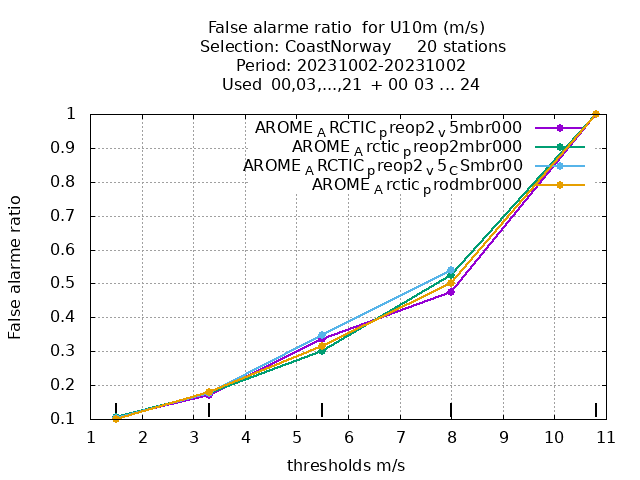 False alarme ratio  for U10m (m/s)
Selection: CoastNorway     20 stations
Period: 20231002-20231002
Used  00,03,...,21  + 00 03 ... 24
AROME_ARCTIC_preop2_v5mbr000
AROME_Arctic_preop2mbr000
AROME_ARCTIC_preop2_v5_CSmbr00
AROME_Arctic_prodmbr000
False alarme ratio
1
0.9
0.8
0.7
0.6
0.5
0.4
0.3
0.2
0.1
1 2 3 4 5 6 7 8 9 10 11
thresholds m/s